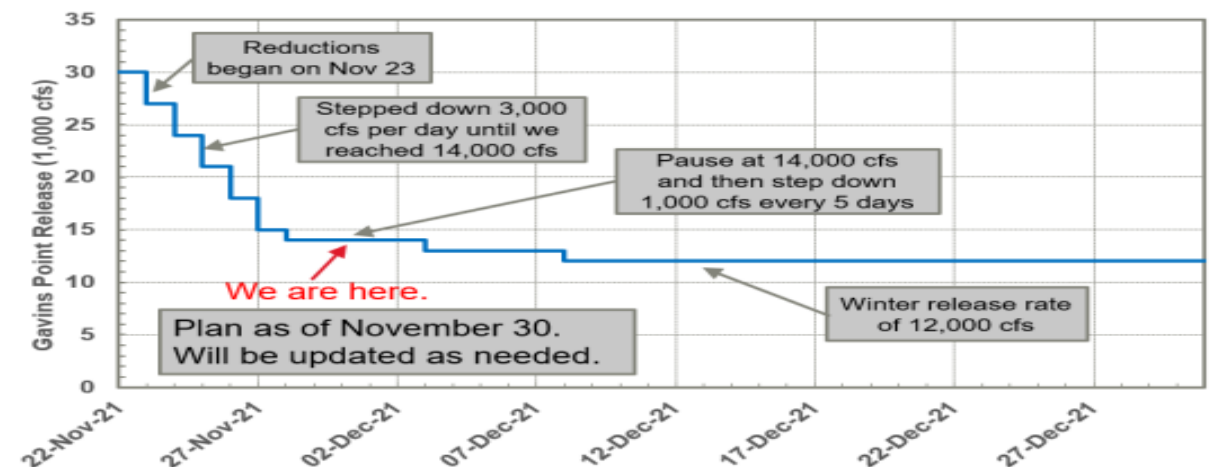 35
30
25
20
15
10
5
0
Gavins Point Release (1,000 cfs)
Reductions
began on Nov 23
Stepped down 3,000
cfs per day until we
reached 14,000 cfs
Pause at 14,000 cfs
and then step down
1,000 cfs every 5 days
We are here.
Winter release rate
of 12,000 cfs
Plan as of November 30.
Will be updated as needed.
22-Nov-21
27-Nov-21
02-Dec-21
07-Dec-21
12-Dec-21
17-Dec-21
22-Dec-21
27-Dec-21